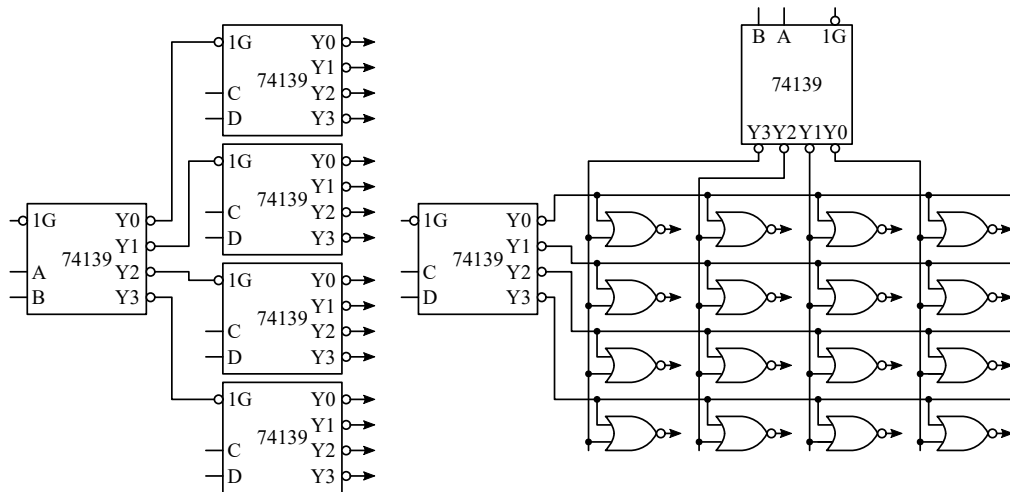 1G Y0
Y1
74139
C Y2
D Y3
1G Y0
Y1
74139
C Y2
D Y3
1G Y0
Y1
74139
A Y2
B Y3
1G Y0
Y1
74139
C Y2
D Y3
1G Y0
Y1
74139
C Y2
D Y3
B A 1G
74139
Y3 Y2 Y1 Y0
1G Y0
Y1
74139
C Y2
D Y3